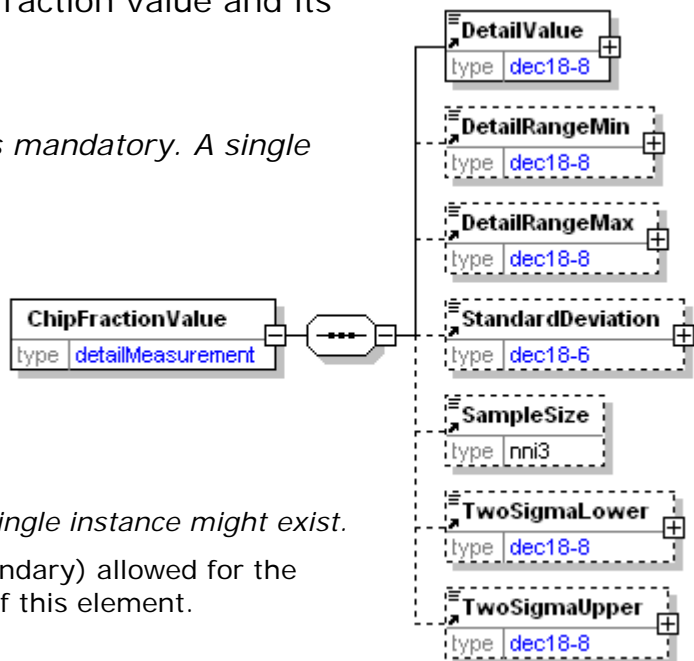 raction value and its
s mandatory. A single
ingle instance might exist.
ndary) allowed for the
f this element.
ChipFractionValue
type detailMeasurement
DetailValue
type dec18-8
DetailRangeMin
type dec18-8
DetailRangeMax
type dec18-8
StandardDeviation
type dec18-6
SampleSize
type nni3
TwoSigmaLower
type dec18-8
TwoSigmaUpper
type dec18-8